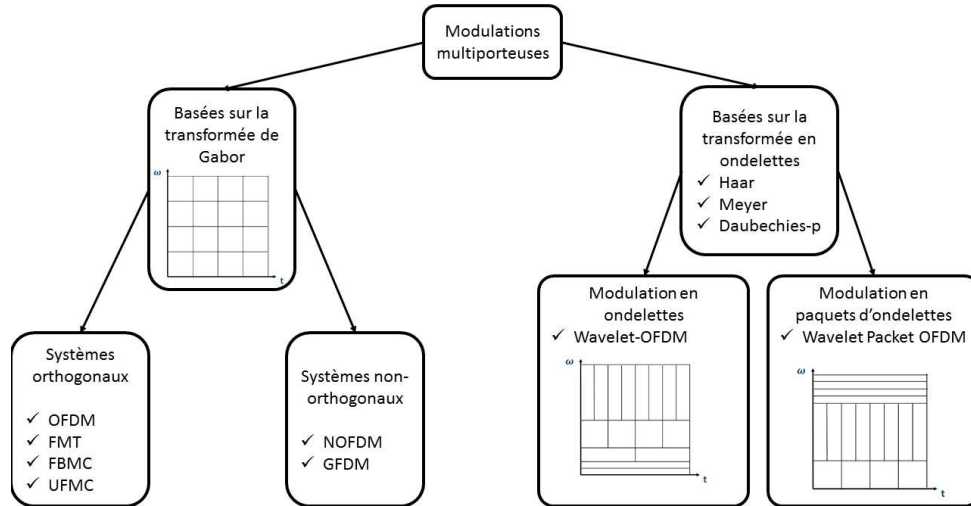 Modulations
multiporteuses
Basées sur la
transformée de
Gabor
ω
t
Basées sur la
transformée en
ondelettes
✓ Haar
✓ Meyer
✓ Daubechies-p
Systèmes
orthogonaux
✓ OFDM
✓ FMT
✓ FBMC
✓ UFMC
Systèmes non-
orthogonaux
✓ NOFDM
✓ GFDM
Modulation en
ondelettes
✓ Wavelet-OFDM
ω
t
Modulation en
paquets d’ondelettes
✓ Wavelet Packet OFDM
ω
t